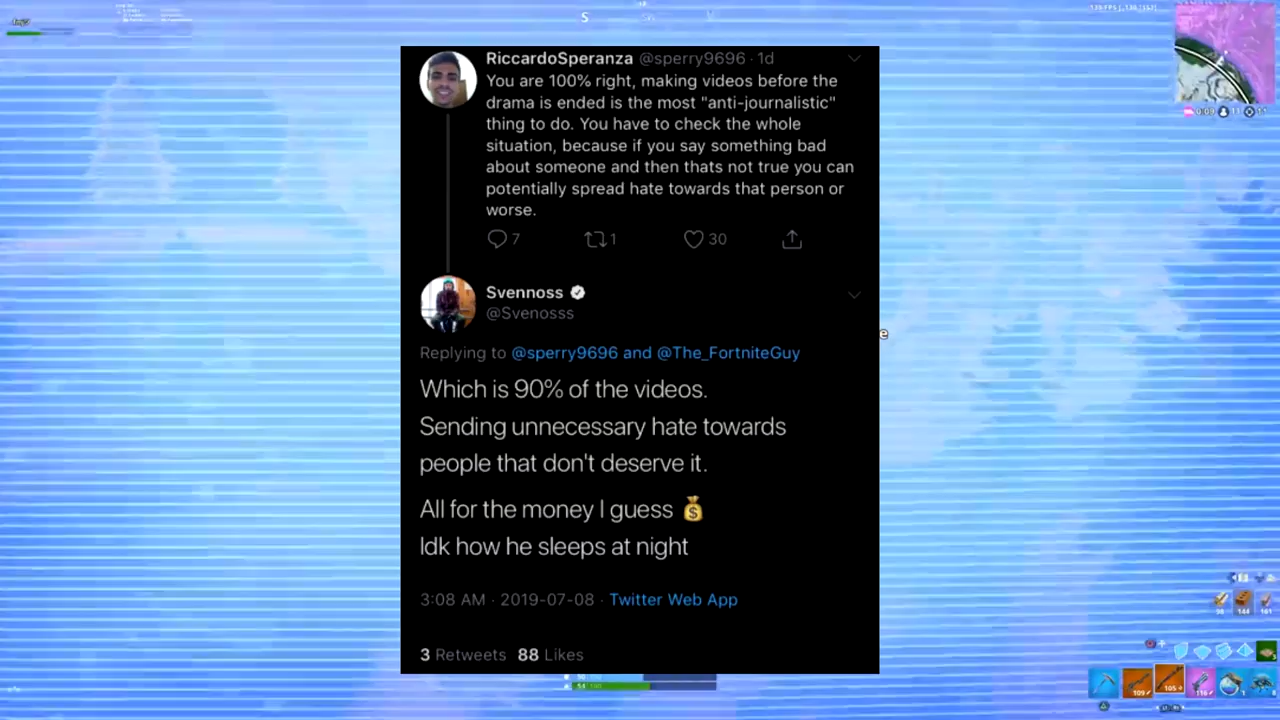 S
RiccardoSperanza @sperry9696 · 1d
You are 100% right, making videos before the
drama is ended is the most "anti-journalistic"
thing to do. You have to check the whole
situation, because if you say something bad
about someone and then thats not true you can
potentially spread hate towards that person or
worse.
7 1 30
Svennoss
@Svenosss
e
Replying to @sperry9696 and @The_FortniteGuy
Which is 90% of the videos.
Sending unnecessary hate towards
people that don't deserve it.
All for the money I guess 💰
Idk how he sleeps at night
3:08 AM · 2019-07-08 · Twitter Web App
3 Retweets 88 Likes